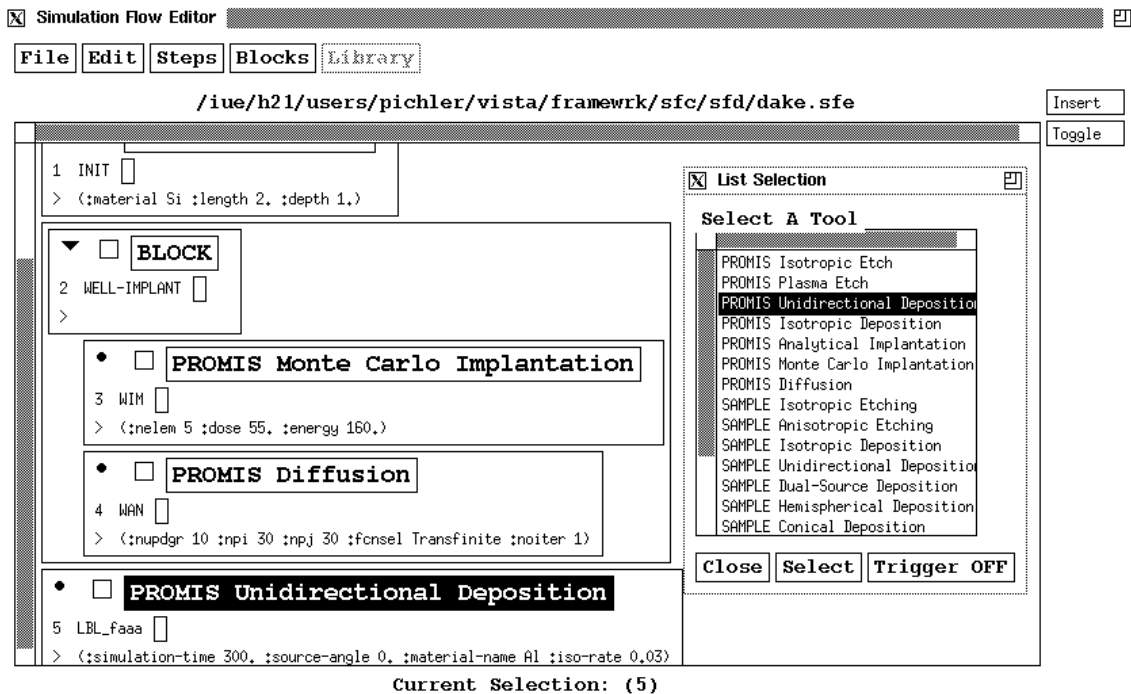 Simulation Flow Editor
File Edit Steps Blocks Library
/iue/h21/users/pichler/vista/framewrk/sfc/sfd/dake.sfe
Insert
Toggle
1 INIT
> (:material Si :length 2. :depth 1.)
BLOCK
2 WELL-IMPLANT
>
PROMIS Monte Carlo Implantation
3 WIM
> (:nelem 5 :dose 55. :energy 160.)
PROMIS Diffusion
4 WAN
> (:nupdgr 10 :npi 30 :npj 30 :fcnsel Transfinite :noiter 1)
PROMIS Unidirectional Deposition
5 LBL_faaa
> (:simulation-time 300. :source-angle 0. :material-name Al :iso-rate 0.03)
List Selection
Select A Tool
PROMIS Isotropic Etch
PROMIS Plasma Etch
PROMIS Unidirectional Deposition
PROMIS Isotropic Deposition
PROMIS Analytical Implantation
PROMIS Monte Carlo Implantation
PROMIS Diffusion
SAMPLE Isotropic Etching
SAMPLE Anisotropic Etching
SAMPLE Isotropic Deposition
SAMPLE Unidirectional Deposition
SAMPLE Dual-Source Deposition
SAMPLE Hemispherical Deposition
SAMPLE Conical Deposition
Close Select Trigger OFF
Current Selection: (5)